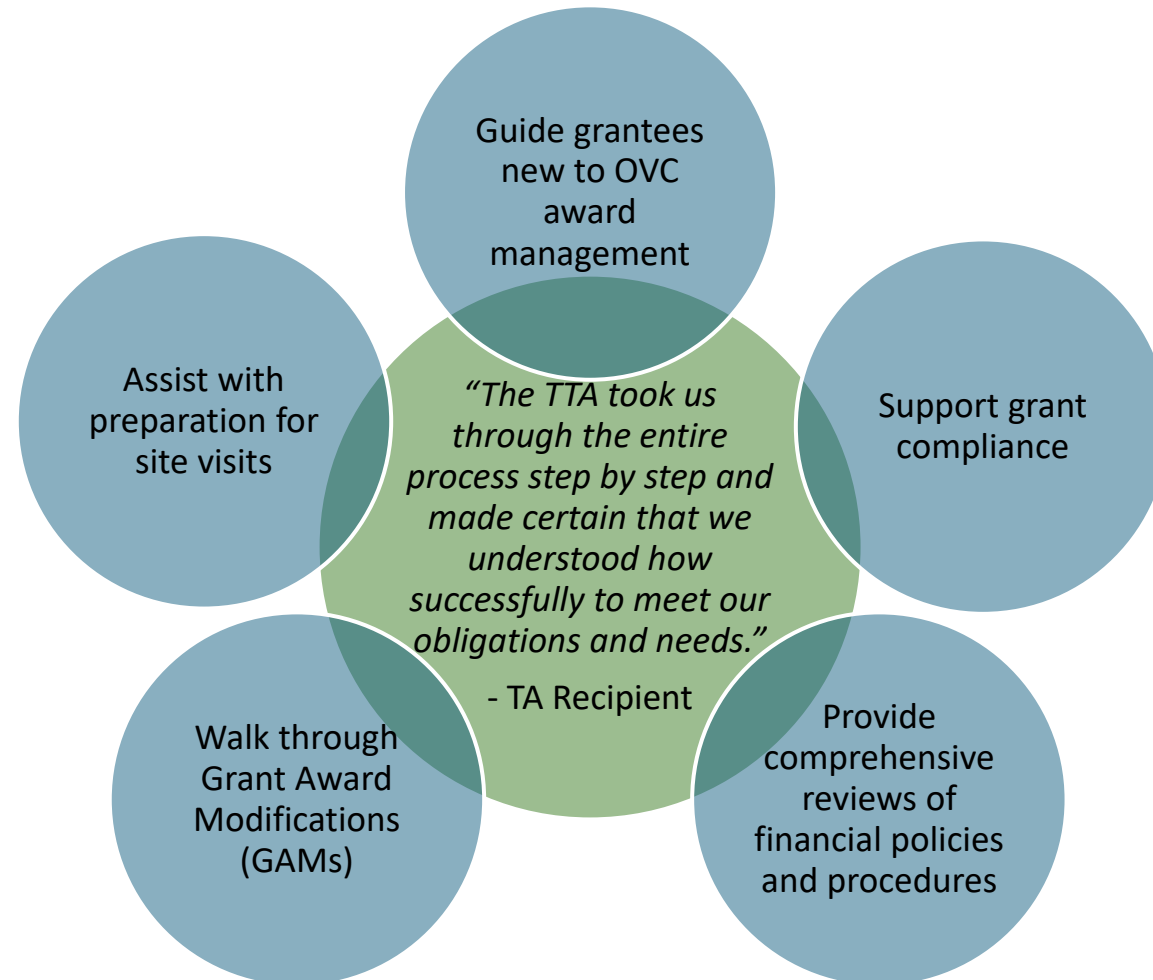 Guide grantees
new to OVC
award
management
Support grant
compliance
Provide
comprehensive
reviews of
financial policies
and procedures
Walk through
Grant Award
Modifications
(GAMs)
Assist with
preparation for
site visits
“The TTA took us
through the entire
process step by step and
made certain that we
understood how
successfully to meet our
obligations and needs.”
- TA Recipient